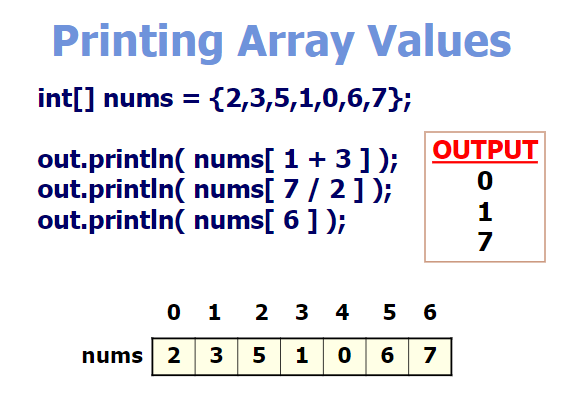 Printing Array Values
int[] nums = {2,3,5,1,0,6,7};
out.println( nums[ 1 + 3 ] );
out.println( nums[ 7 / 2 ] );
out.println( nums[ 6 ] );
OUTPUT
0
1
7
0 1 2 3 4 5 6
nums 2 3 5 1 0 6 7